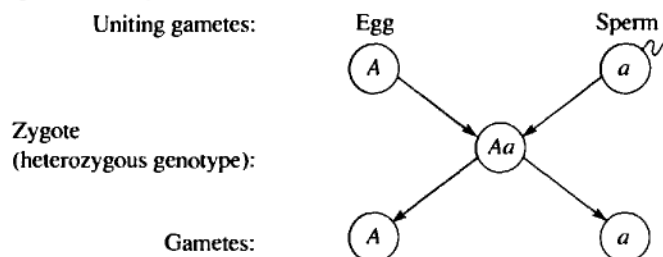 Uniting gametes: Egg Sperm
A a
Zygote
(heterozygous genotype): Aa
Gametes: A a